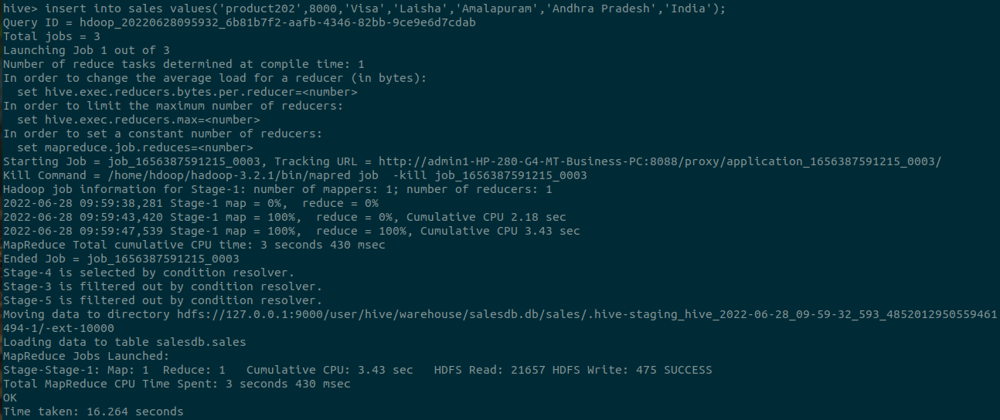 hive> insert into sales values('product202',8000,'Visa','Laisha','Amalapuram','Andhra Pradesh','India');
Query ID = hdoop_20220628095932_6b81b7f2-aafb-4346-82bb-9ce9e6d7cdab
Total jobs = 3
Launching Job 1 out of 3
Number of reduce tasks determined at compile time: 1
In order to change the average load for a reducer (in bytes):
  set hive.exec.reducers.bytes.per.reducer=<number>
In order to limit the maximum number of reducers:
  set hive.exec.reducers.max=<number>
In order to set a constant number of reducers:
  set mapreduce.job.reduces=<number>
Starting Job = job_1656387591215_0003, Tracking URL = http://admin1-HP-280-G4-MT-Business-PC:8088/proxy/application_1656387591215_0003/
Kill Command = /home/hdoop/hadoop-3.2.1/bin/mapred job  -kill job_1656387591215_0003
Hadoop job information for Stage-1: number of mappers: 1; number of reducers: 1
2022-06-28 09:59:38,281 Stage-1 map = 0%,  reduce = 0%
2022-06-28 09:59:43,420 Stage-1 map = 100%,  reduce = 0%, Cumulative CPU 2.18 sec
2022-06-28 09:59:47,539 Stage-1 map = 100%,  reduce = 100%, Cumulative CPU 3.43 sec
MapReduce Total cumulative CPU time: 3 seconds 430 msec
Ended Job = job_1656387591215_0003
Stage-4 is selected by condition resolver.
Stage-3 is filtered out by condition resolver.
Stage-5 is filtered out by condition resolver.
Moving data to directory hdfs://127.0.0.1:9000/user/hive/warehouse/salesdb.db/sales/.hive-staging_hive_2022-06-28_09-59-32_593_4852012950559461
494-1/-ext-10000
Loading data to table salesdb.sales
MapReduce Jobs Launched:
Stage-Stage-1: Map: 1  Reduce: 1   Cumulative CPU: 3.43 sec   HDFS Read: 21657 HDFS Write: 475 SUCCESS
Total MapReduce CPU Time Spent: 3 seconds 430 msec
OK
Time taken: 16.264 seconds